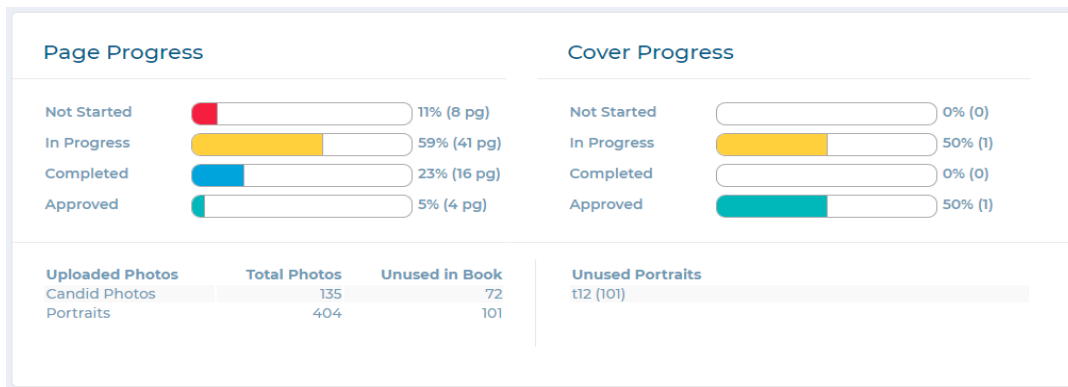 Page Progress
Not Started 11% (8 pg)
In Progress 59% (41 pg)
Completed 23% (16 pg)
Approved 5% (4 pg)
Cover Progress
Not Started 0% (0)
In Progress 50% (1)
Completed 0% (0)
Approved 50% (1)
Uploaded Photos Total Photos Unused in Book
Candid Photos 135 72
Portraits 404 101
Unused Portraits
t12 (101)